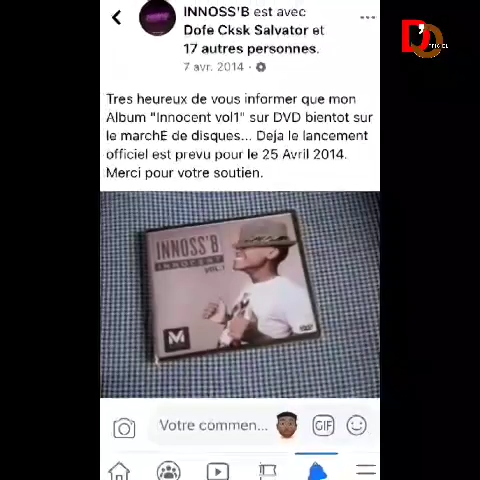 INNOSS'B est avec
Dofe Cksk Salvator et
17 autres personnes.
7 avr. 2014
Tres heureux de vous informer que mon
Album "Innocent vol1" sur DVD bientot sur
le marchE de disques... Deja le lancement
officiel est prevu pour le 25 Avril 2014.
Merci pour votre soutien.
INNOSS'B
INNOCENT
VOL.1
M
Votre commen...
GIF